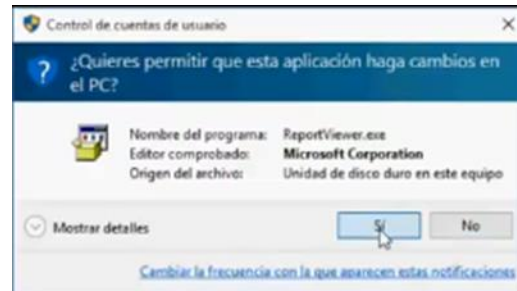 Control de cuentas de usuario
¿Quieres permitir que esta aplicación haga cambios en
el PC?
Nombre del programa: ReportViewer.exe
Editor comprobado: Microsoft Corporation
Origen del archivo: Unidad de disco duro en este equipo
Mostrar detalles
Sí
No
Cambiar la frecuencia con la que aparecen estas notificaciones